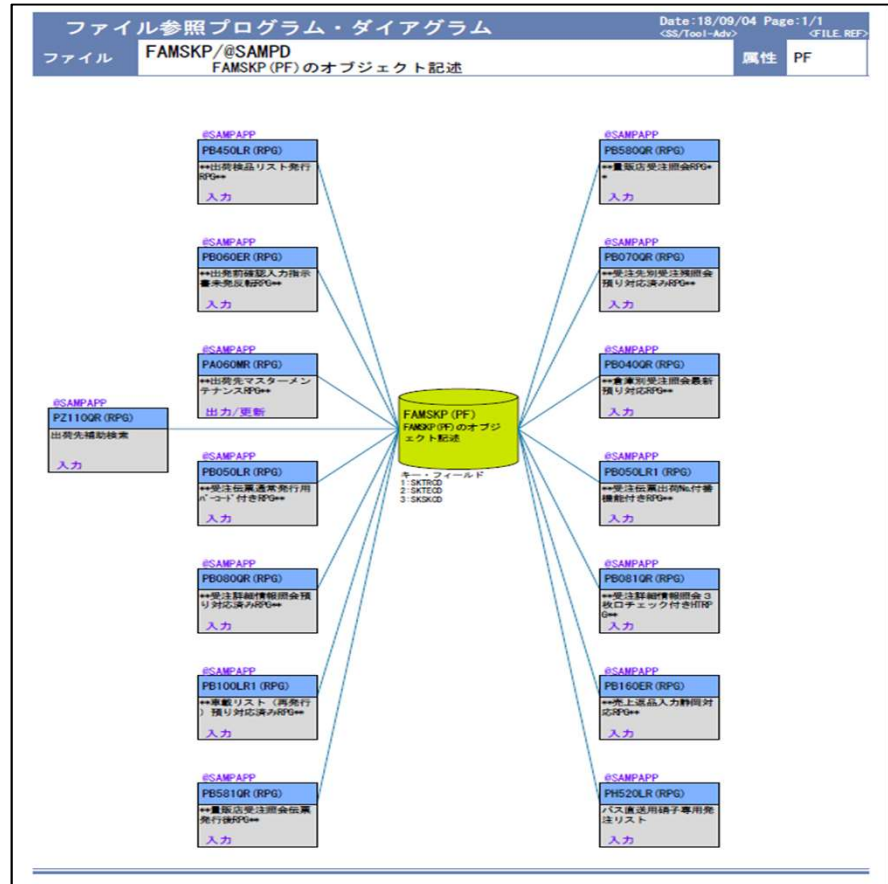 ファイル参照プログラム・ダイアグラム
Date:18/09/04 Page:1/1
<SS/Tool-Adv> <FILE.REF>
ファイル
FAMSKP/@SAMPD
FAMSKP(PF)のオブジェクト記述
属性
PF
@SAMPAPP
PB450LR(RPG)
**出荷検品リスト発行
RPG**
入力
@SAMPAPP
PB580QR(RPG)
**量販店受注照会RPG*
*
入力
@SAMPAPP
PB060ER(RPG)
**出発前確認入力指示
書未発反転RPG**
入力
@SAMPAPP
PB070QR(RPG)
**受注先別受注残照会
預り対応済みRPG**
入力
@SAMPAPP
PA060MR(RPG)
**出荷先マスターメン
テナンスRPG**
出力/更新
@SAMPAPP
PB040QR(RPG)
**倉庫別受注照会最新
預り対応RPG**
入力
@SAMPAPP
PZ110QR(RPG)
出荷先補助検索
入力
FAMSKP(PF)
FAMSKP(PF)のオブジ
ェクト記述
キー・フィールド
1:SKTRCD
2:SKTECD
3:SKSKCD
@SAMPAPP
PB050LR(RPG)
**受注伝票通常発行用
バーコード付きRPG**
入力
@SAMPAPP
PB050LR1(RPG)
**受注伝票出荷No.付番
機能付きRPG**
入力
@SAMPAPP
PB080QR(RPG)
**受注詳細情報照会預
り対応済みRPG**
入力
@SAMPAPP
PB081QR(RPG)
**受注詳細情報照会3
枚口チェック付きHTRP
G**
入力
@SAMPAPP
PB100LR1(RPG)
**車載リスト(再発行
)預り対応済みRPG**
入力
@SAMPAPP
PB160ER(RPG)
**売上返品入力静岡対
応RPG**
入力
@SAMPAPP
PB581QR(RPG)
**量販店受注照会伝票
発行後RPG**
入力
@SAMPAPP
PH520LR(RPG)
バス直送用硝子専用発
注リスト
入力